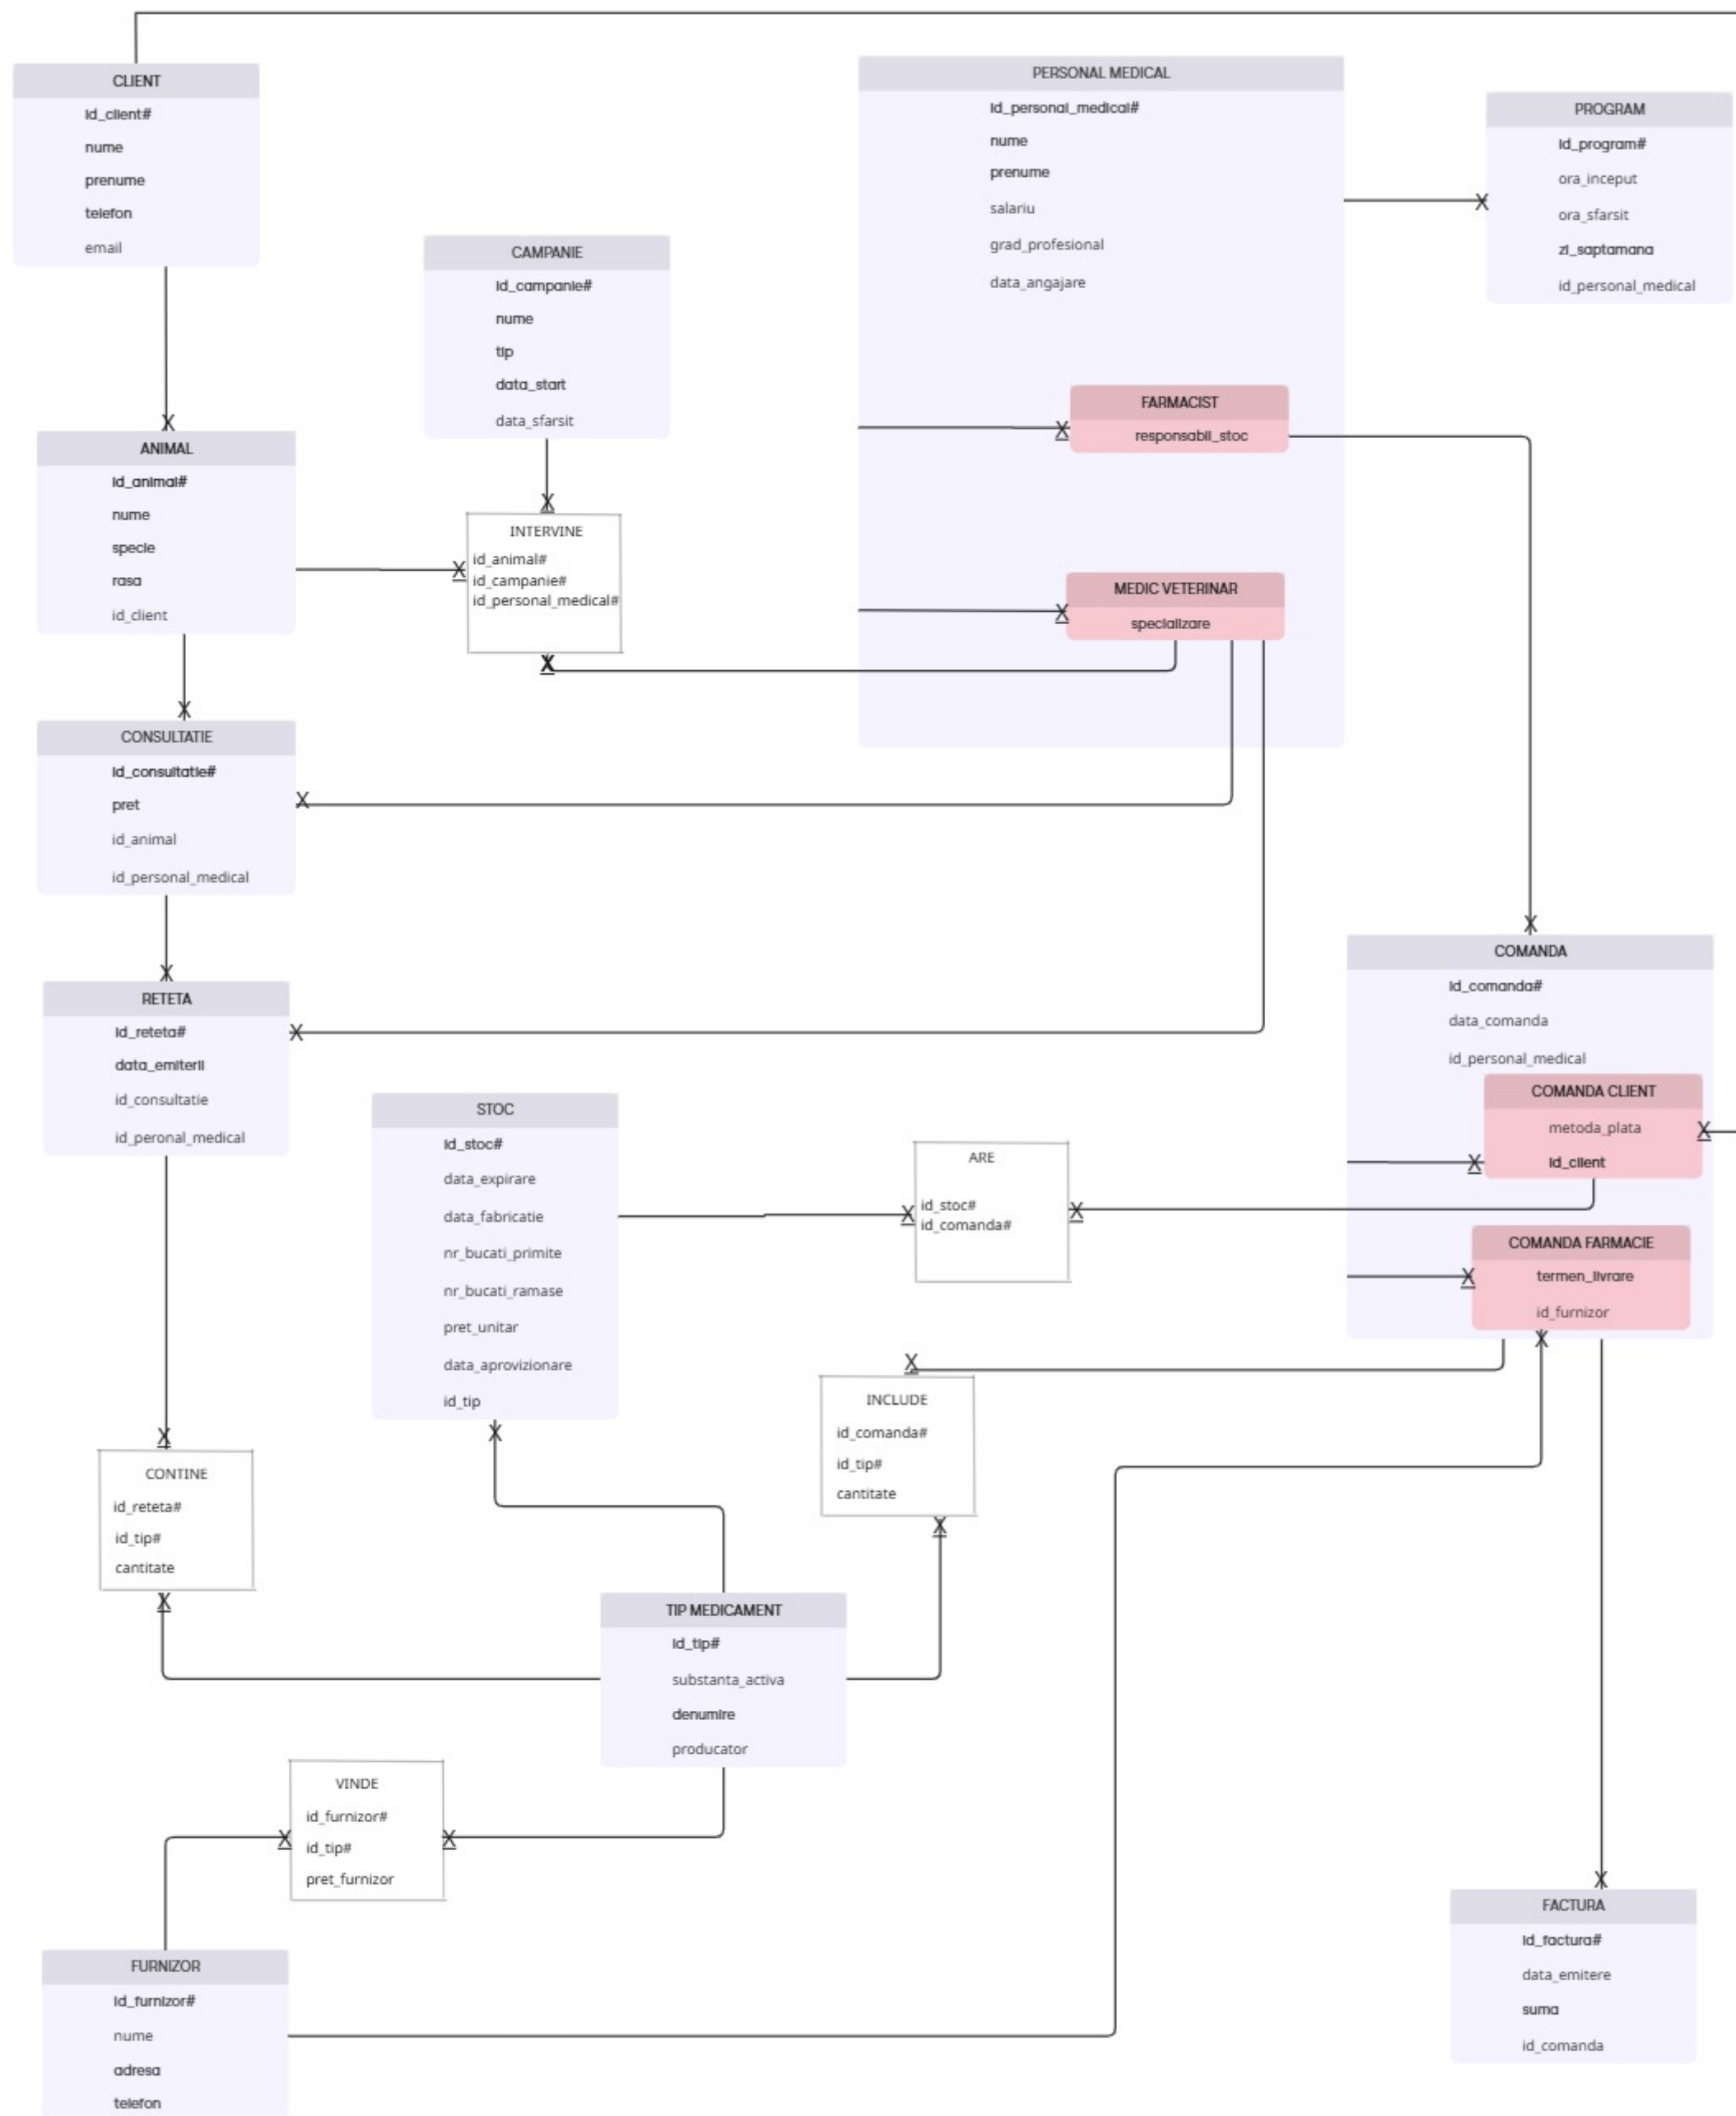 CLIENT
id_client#
nume
prenume
telefon
email
PERSONAL MEDICAL
id_personal_medical#
nume
prenume
salariu
grad_profesional
data_angajare
PROGRAM
id_program#
ora_inceput
ora_sfarsit
zi_saptamana
id_personal_medical
CAMPANIE
id_campanie#
nume
tip
data_start
data_sfarsit
FARMACIST
responsabil_stoc
ANIMAL
id_animal#
nume
specie
rasa
id_client
INTERVINE
id_animal#
id_campanie#
id_personal_medical#
MEDIC VETERINAR
specializare
CONSULTATIE
id_consultatie#
pret
id_animal
id_personal_medical
RETETA
id_reteta#
data_emiterii
id_consultatie
id_peronal_medical
COMANDA
id_comanda#
data_comanda
id_personal_medical
COMANDA CLIENT
metoda_plata
id_client
COMANDA FARMACIE
termen_livrare
id_furnizor
STOC
id_stoc#
data_expirare
data_fabricatie
nr_bucati_primite
nr_bucati_ramase
pret_unitar
data_aprovizionare
id_tip
ARE
id_stoc#
id_comanda#
INCLUDE
id_comanda#
id_tip#
cantitate
CONTINE
id_reteta#
id_tip#
cantitate
TIP MEDICAMENT
id_tip#
substanta_activa
denumire
producator
VINDE
id_furnizor#
id_tip#
pret_furnizor
FURNIZOR
id_furnizor#
nume
adresa
telefon
FACTURA
id_factura#
data_emitere
suma
id_comanda